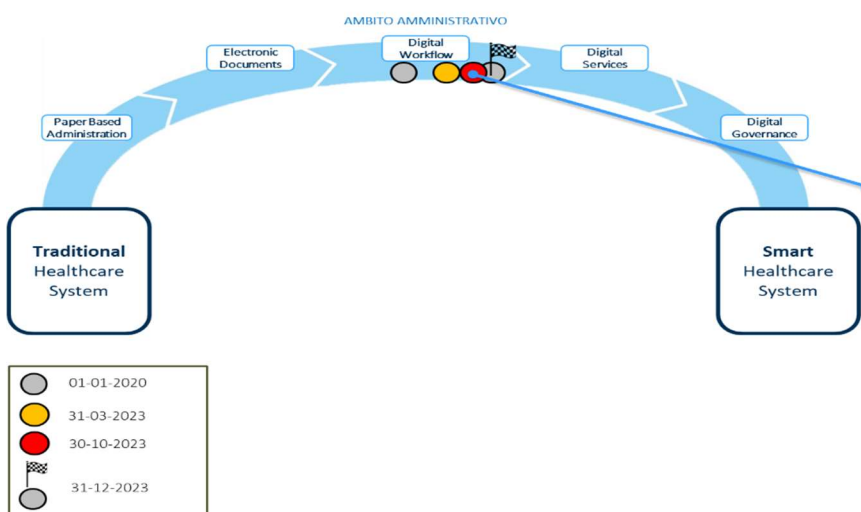 AMBITO AMMINISTRATIVO
Digital
Workflow
Electronic
Documents
Digital
Services
Paper Based
Administration
Digital
Governance
Traditional
Healthcare
System
Smart
Healthcare
System
01-01-2020
31-03-2023
30-10-2023
31-12-2023